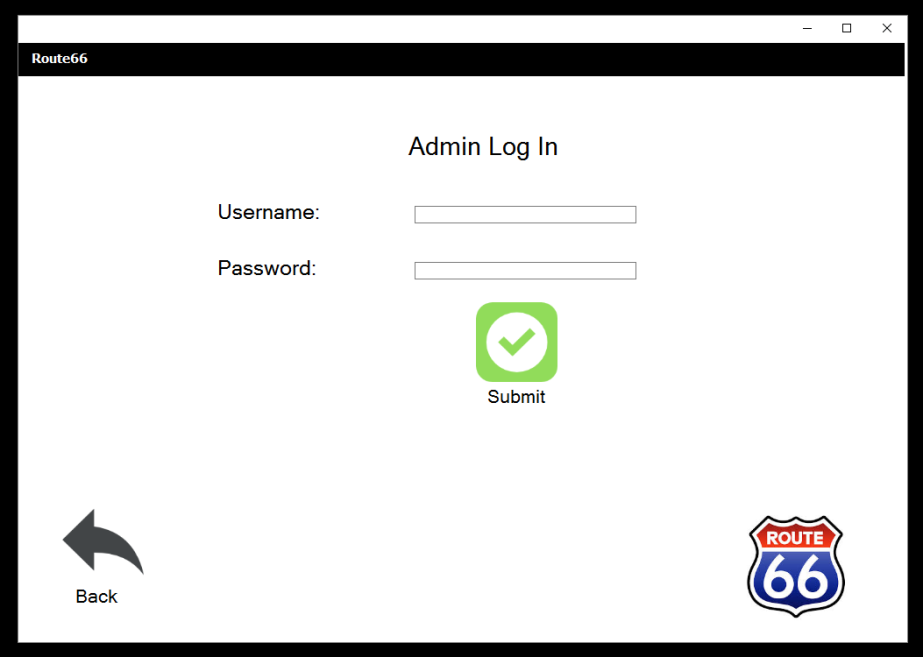 Route66
Admin Log In
Username:
Password:
Submit
Back
ROUTE
66